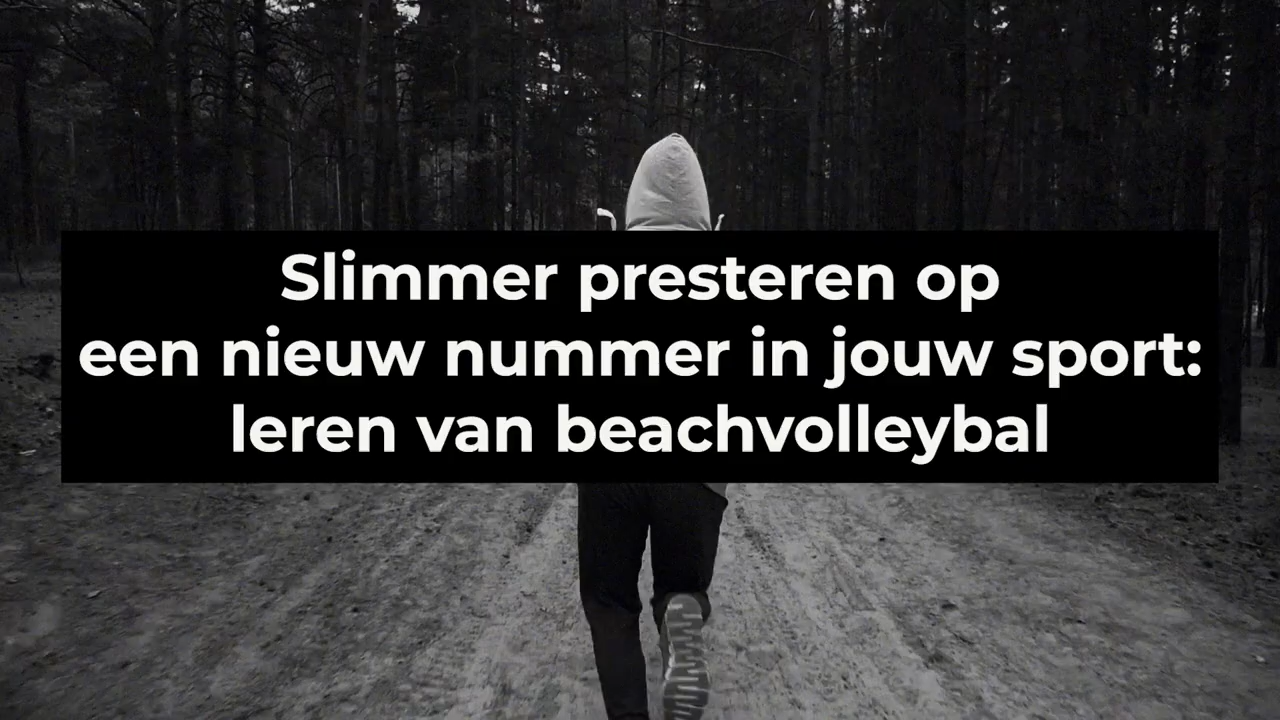 Slimmer presteren op
een nieuw nummer in jouw sport:
leren van beachvolleybal